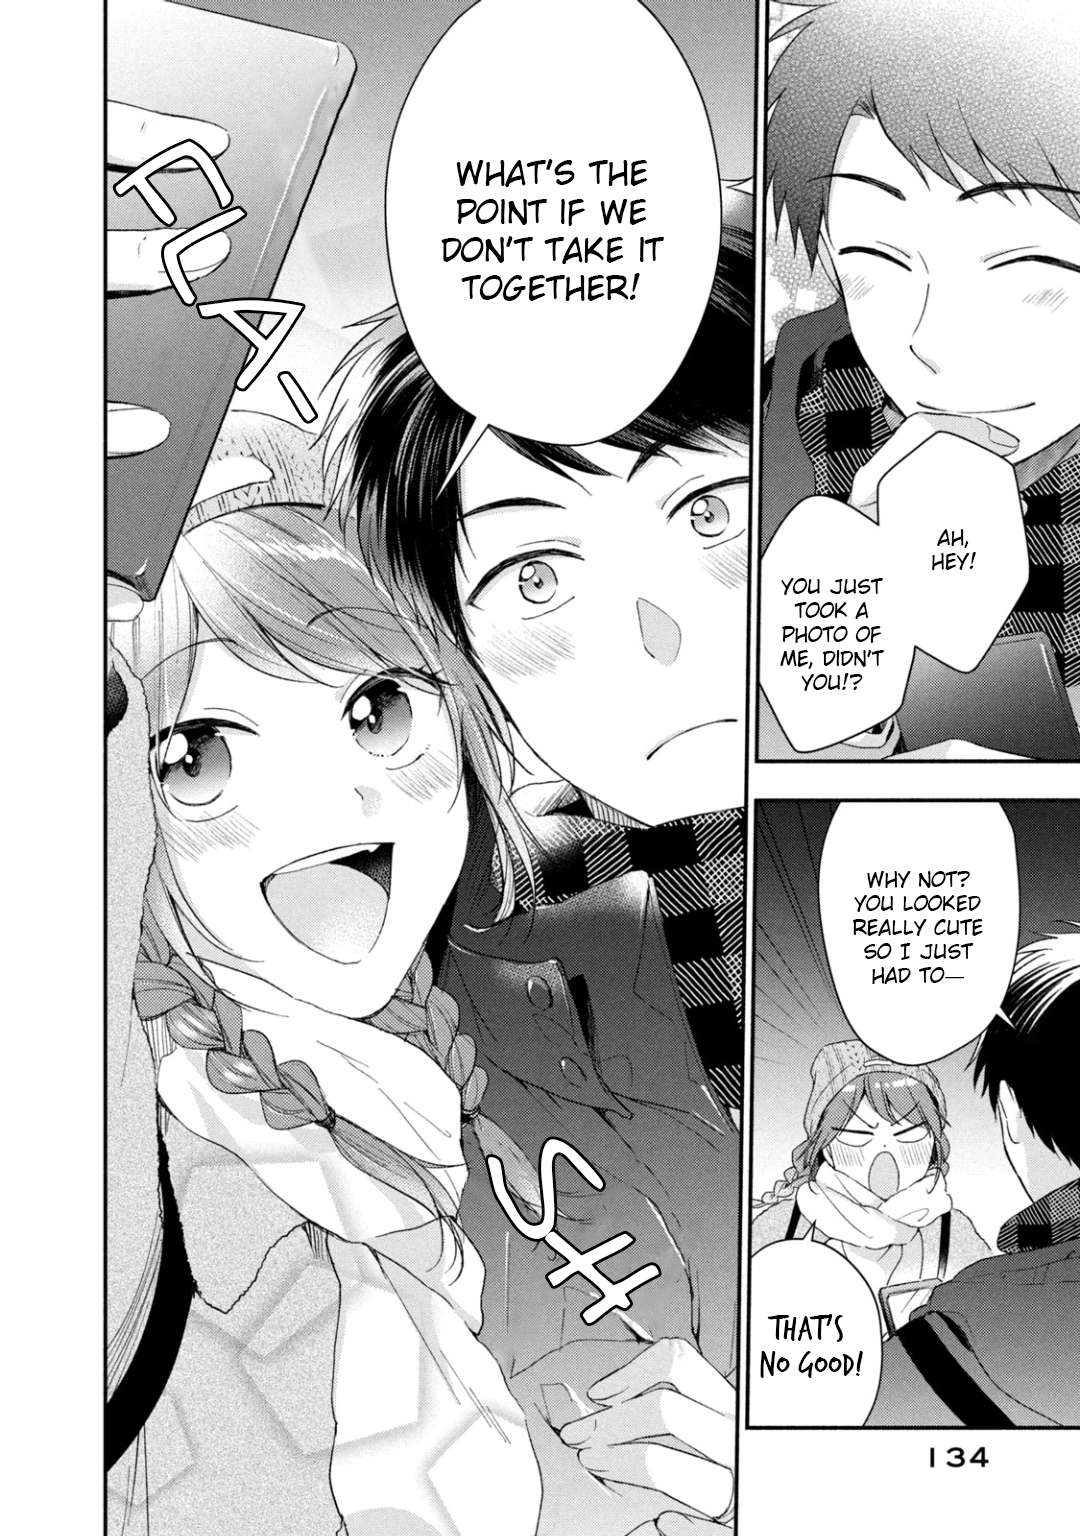 AH,
HEY!
YOU JUST
TOOK A
PHOTO OF
ME, DIDN'T
YOU!?
WHY NOT?
YOU LOOKED
REALLY CUTE
SO I JUST
HAD TO—
THAT'S
NO GOOD!
WHAT'S THE
POINT IF WE
DON'T TAKE IT
TOGETHER!
FLA-
SH
134